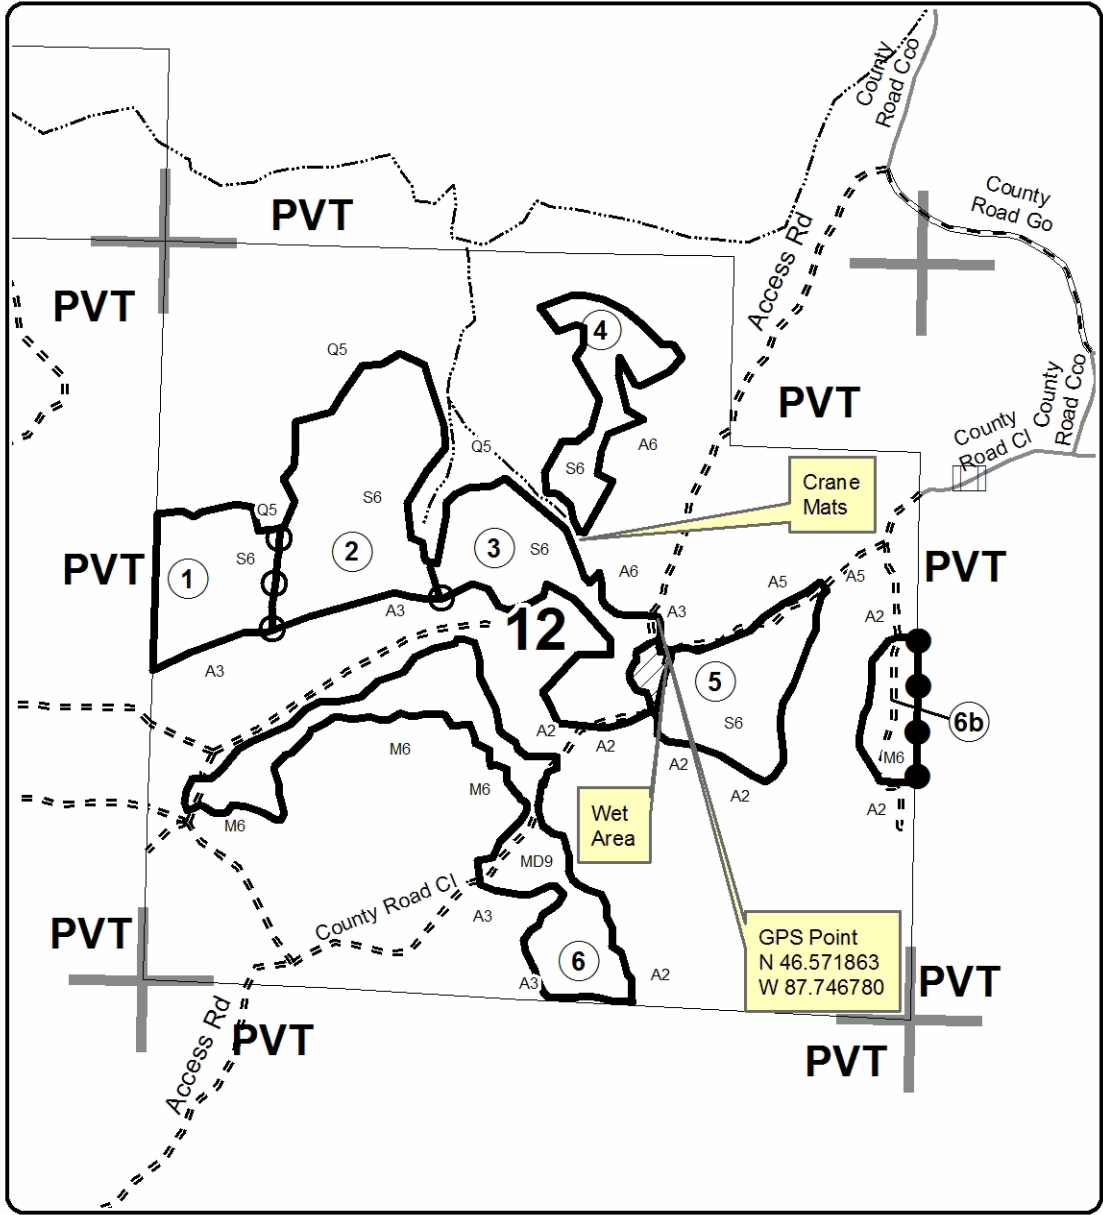 County
Road Cco
County
Road Go
PVT
Access Rd
PVT
4
Q5
PVT
County
Road Cco
County
Road Cl
Q5
A6
S6
Crane
Mats
S6
Q5
PVT
1
S6
2
3
S6
A6
PVT
A5
A5
A3
A3
A2
12
A3
5
S6
6b
A2
A2
M6
M6
A2
M6
A2
A2
M6
Wet
Area
MD9
County Road Cl
A3
PVT
6
A3
A2
GPS Point
N 46.571863
W 87.746780
PVT
Access Rd
PVT
PVT